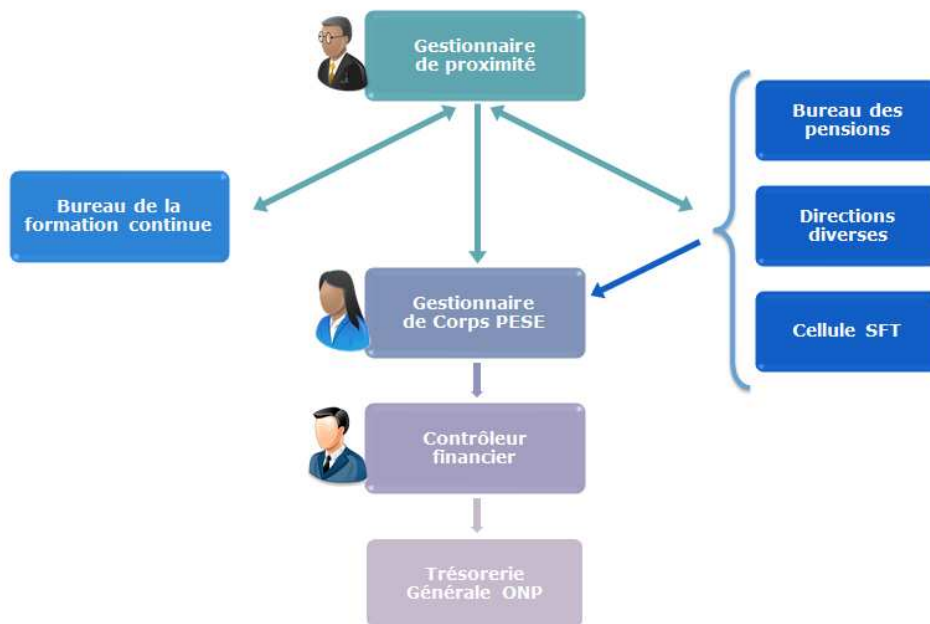 Gestionnaire
de proximité
Bureau des
pensions
Bureau de la
formation continue
Directions
diverses
Gestionnaire
de Corps PESE
Cellule SFT
Contrôleur
financier
Trésorerie
Générale ONP